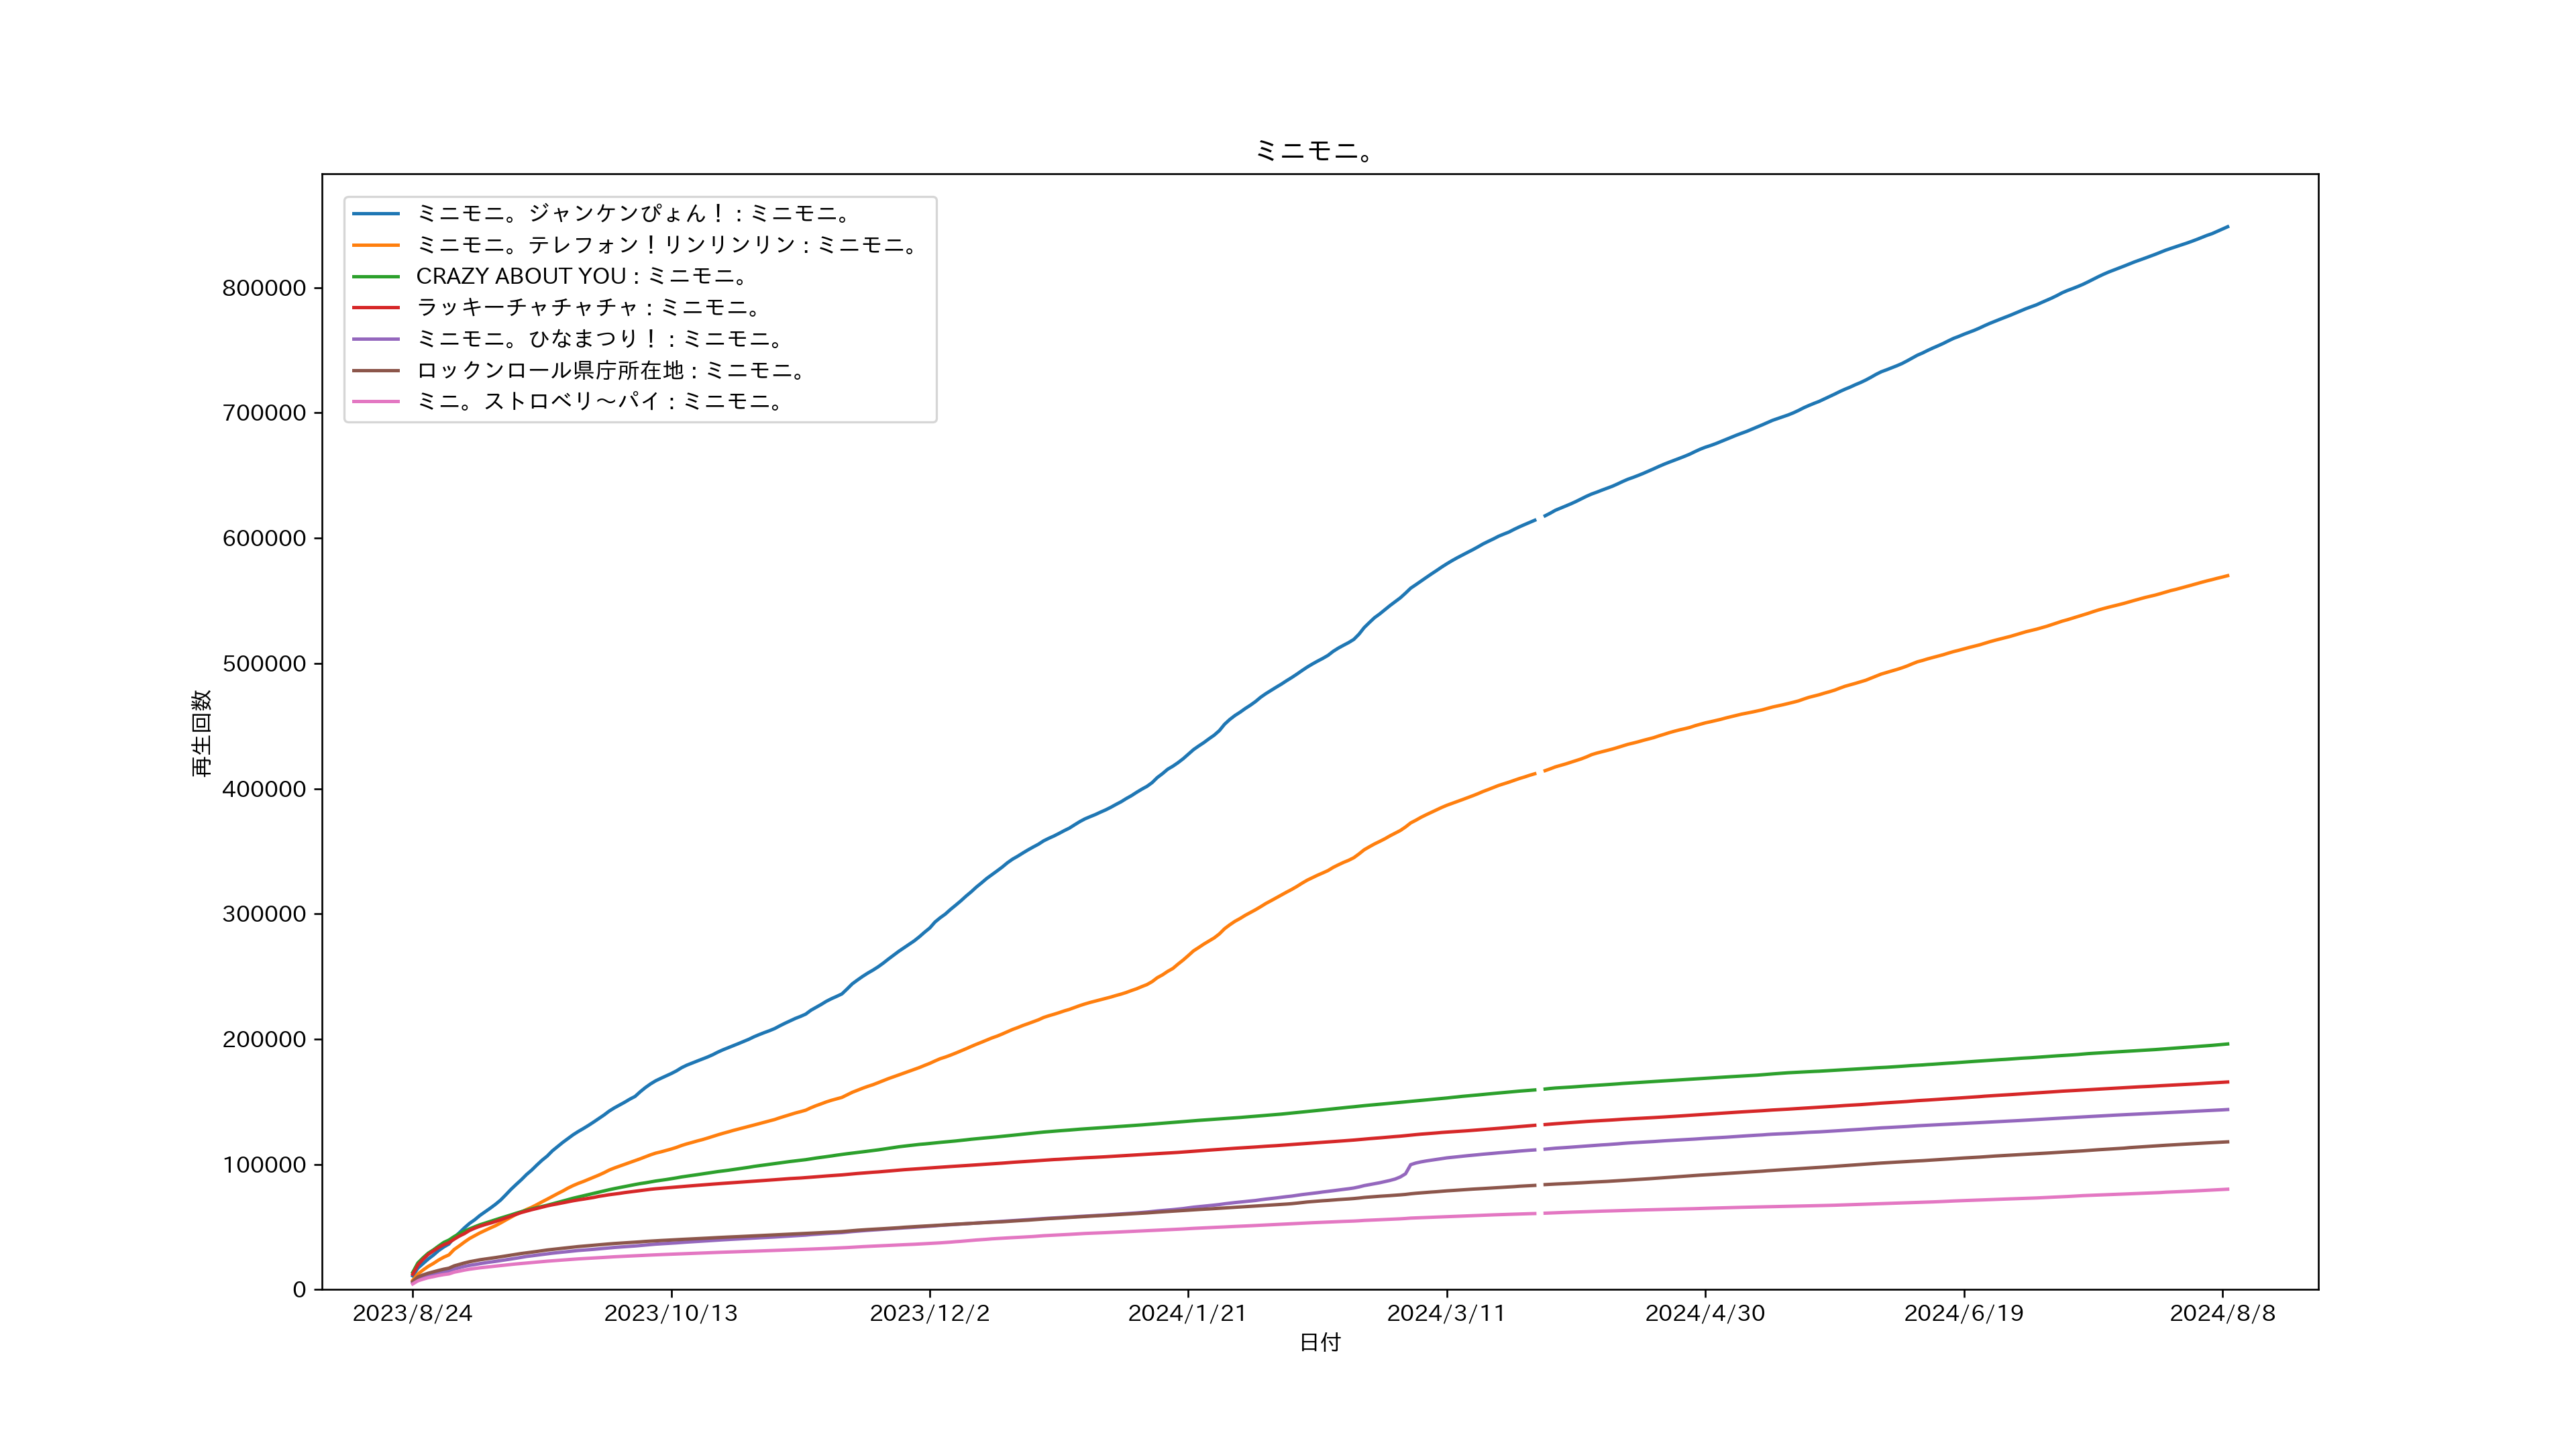 ミニモニ。
ミニモニ。ジャンケンぴょん！ : ミニモニ。
ミニモニ。テレフォン！リンリンリン : ミニモニ。
CRAZY ABOUT YOU : ミニモニ。
ラッキーチャチャチャ : ミニモニ。
ミニモニ。ひなまつり！ : ミニモニ。
ロックンロール県庁所在地 : ミニモニ。
ミニ。ストロベリ～パイ : ミニモニ。
再生回数
800000
700000
600000
500000
400000
300000
200000
100000
0
2023/8/24
2023/10/13
2023/12/2
2024/1/21
2024/3/11
2024/4/30
2024/6/19
2024/8/8
日付